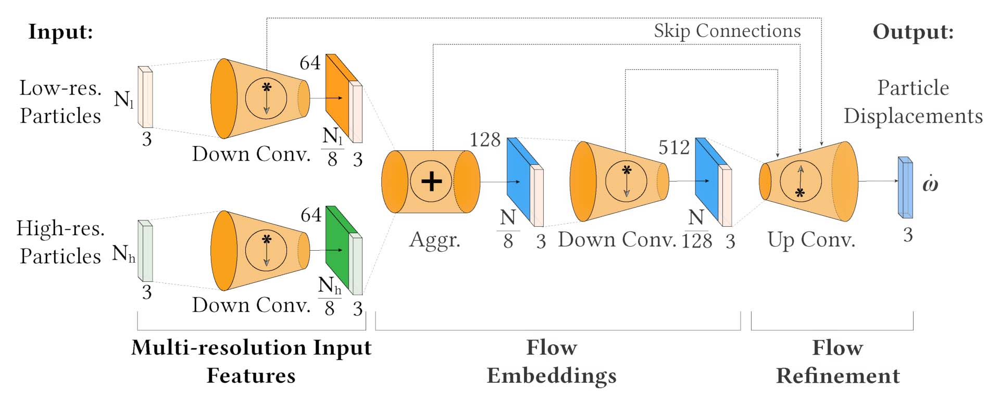 Input:
Skip Connections
Output:
Low-res.
Particles
N_l
3
Down Conv.
64
N_l
8
3
Particle
Displacements
High-res.
Particles
N_h
3
Down Conv.
64
N_h
8
3
+
Aggr.
128
N
8
3
Down Conv.
512
N
128
3
Up Conv.
ω̇
3
Multi-resolution Input
Features
Flow
Embeddings
Flow
Refinement